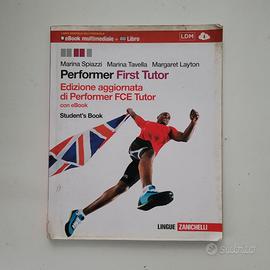 eBook multimediale + Libro
LDM
Marina Spiazzi Marina Tavella Margaret Layton
Performer First Tutor
Edizione aggiornata
di Performer FCE Tutor
con eBook
Student's Book
LINGUE ZANICHELLI
subito.it